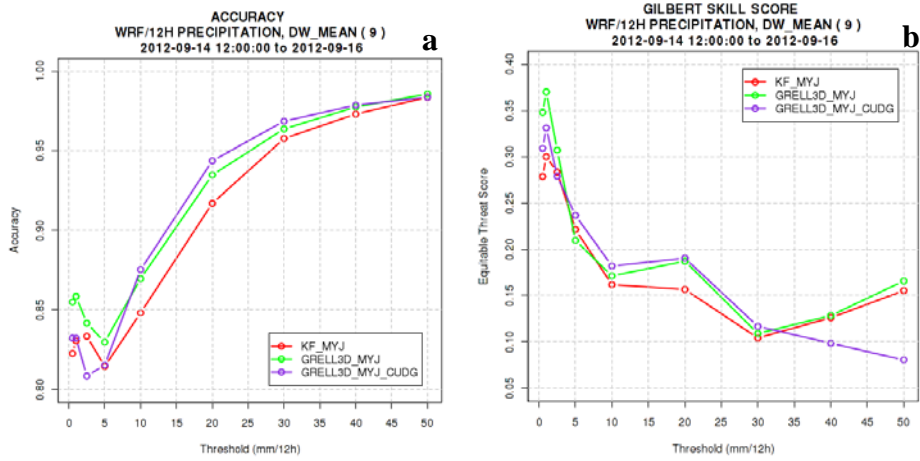 ACCURACY
WRF/12H PRECIPITATION, DW_MEAN ( 9 )
2012-09-14 12:00:00 to 2012-09-16
a
1.00
0.95
0.90
0.85
0.80
Accuracy
KF_MYJ
GRELL3D_MYJ
GRELL3D_MYJ_CUDG
0 5 10 15 20 25 30 35 40 45 50
Threshold (mm/12h)
GILBERT SKILL SCORE
WRF/12H PRECIPITATION, DW_MEAN ( 9 )
2012-09-14 12:00:00 to 2012-09-16
b
0.40
0.35
0.30
0.25
0.20
0.15
0.10
0.05
Equitable Threat Score
KF_MYJ
GRELL3D_MYJ
GRELL3D_MYJ_CUDG
0 5 10 15 20 25 30 35 40 45 50
Threshold (mm/12h)